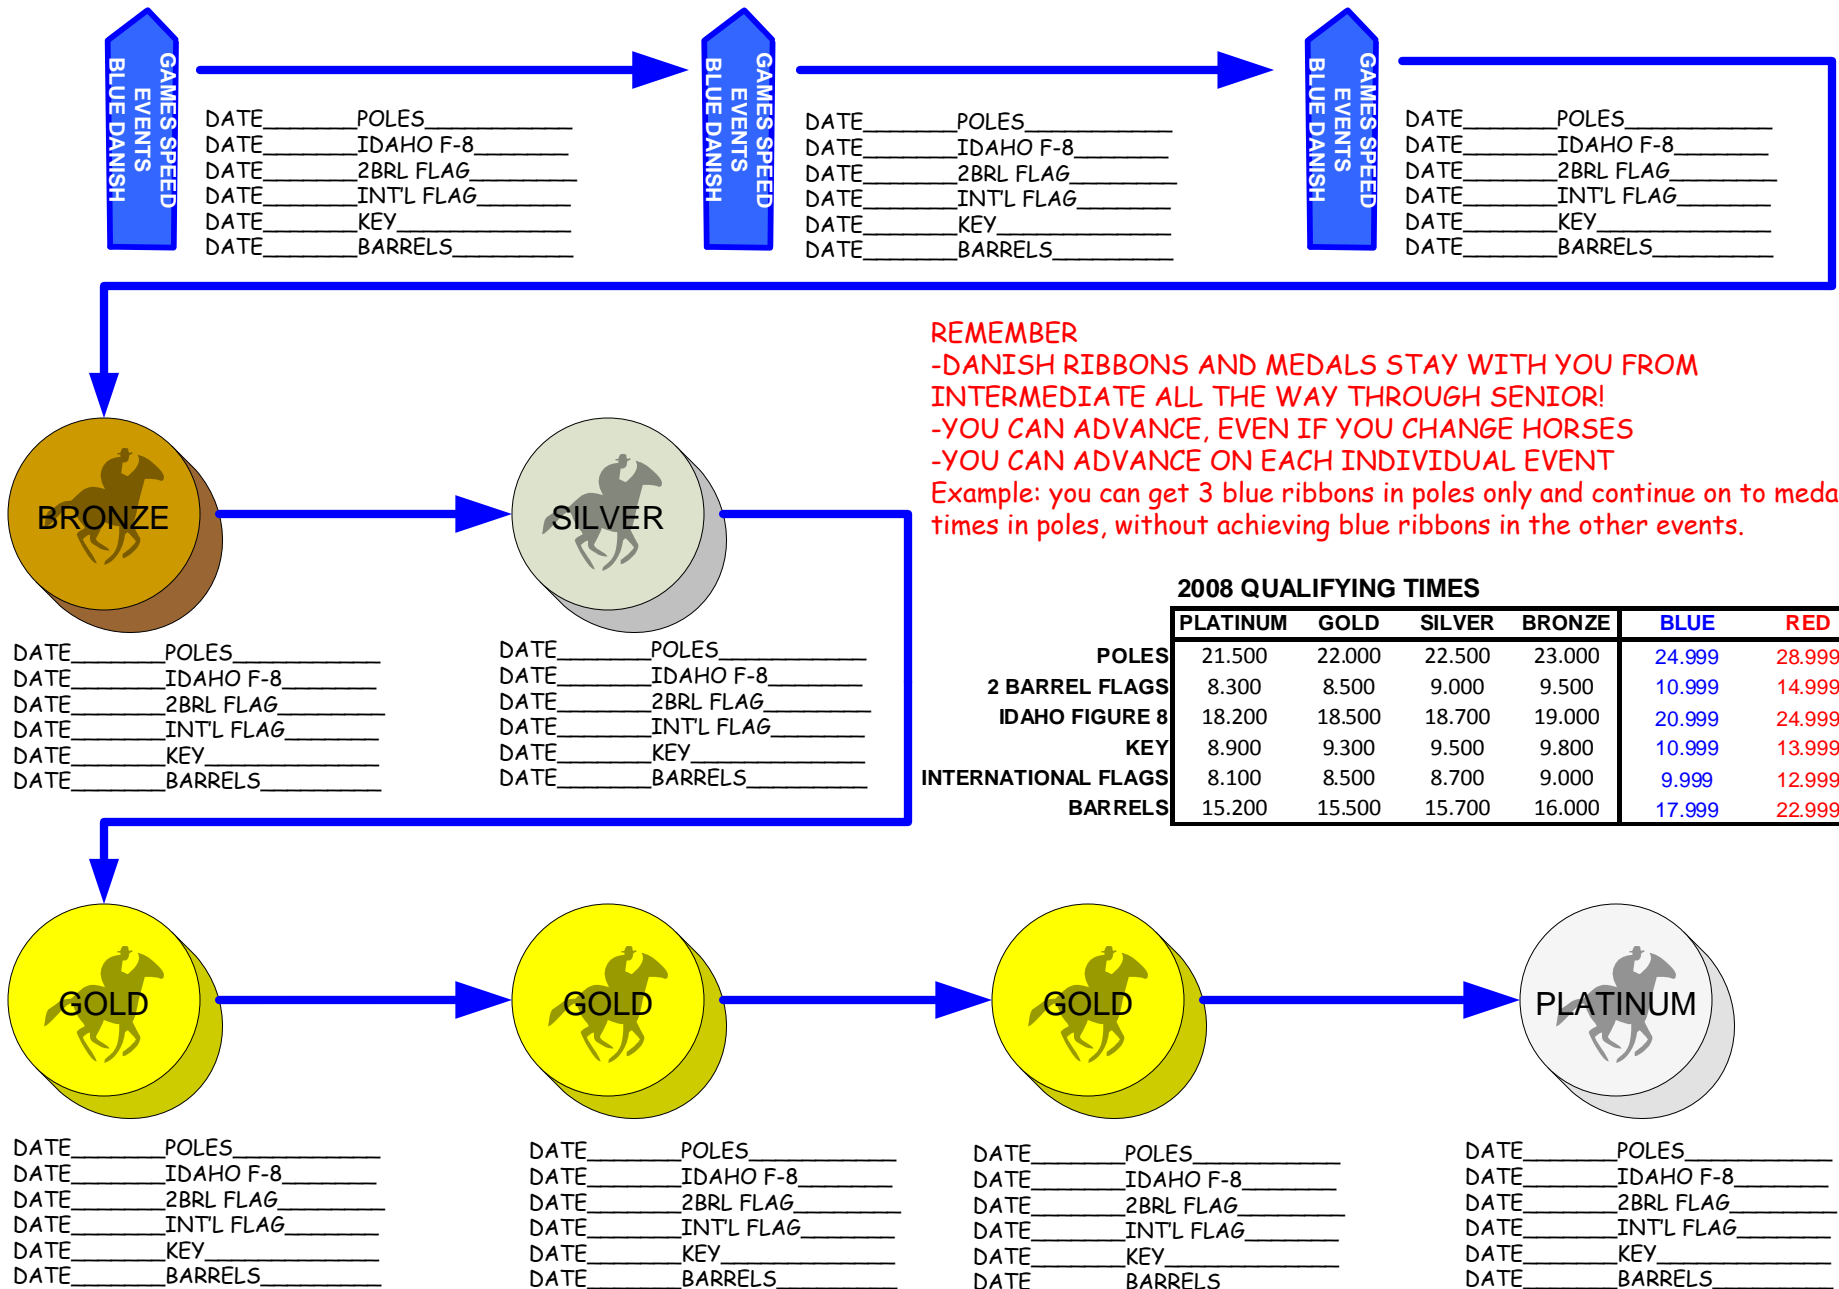 GAMES SPEED
EVENTS
BLUE DANISH
DATE_______POLES___________
DATE_______IDAHO F-8_______
DATE_______2BRL FLAG________
DATE_______INT'L FLAG_______
DATE_______KEY_____________
DATE_______BARRELS_________
GAMES SPEED
EVENTS
BLUE DANISH
DATE_______POLES___________
DATE_______IDAHO F-8_______
DATE_______2BRL FLAG________
DATE_______INT'L FLAG_______
DATE_______KEY_____________
DATE_______BARRELS_________
GAMES SPEED
EVENTS
BLUE DANISH
DATE_______POLES___________
DATE_______IDAHO F-8_______
DATE_______2BRL FLAG________
DATE_______INT'L FLAG_______
DATE_______KEY_____________
DATE_______BARRELS_________
REMEMBER
-DANISH RIBBONS AND MEDALS STAY WITH YOU FROM
INTERMEDIATE ALL THE WAY THROUGH SENIOR!
-YOU CAN ADVANCE, EVEN IF YOU CHANGE HORSES
-YOU CAN ADVANCE ON EACH INDIVIDUAL EVENT
Example: you can get 3 blue ribbons in poles only and continue on to meda
times in poles, without achieving blue ribbons in the other events.
BRONZE
DATE_______POLES___________
DATE_______IDAHO F-8_______
DATE_______2BRL FLAG________
DATE_______INT'L FLAG_______
DATE_______KEY_____________
DATE_______BARRELS_________
SILVER
DATE_______POLES___________
DATE_______IDAHO F-8_______
DATE_______2BRL FLAG________
DATE_______INT'L FLAG_______
DATE_______KEY_____________
DATE_______BARRELS_________
2008 QUALIFYING TIMES
PLATINUM GOLD SILVER BRONZE BLUE RED
POLES 21.500 22.000 22.500 23.000 24.999 28.999
2 BARREL FLAGS 8.300 8.500 9.000 9.500 10.999 14.999
IDAHO FIGURE 8 18.200 18.500 18.700 19.000 20.999 24.999
KEY 8.900 9.300 9.500 9.800 10.999 13.999
INTERNATIONAL FLAGS 8.100 8.500 8.700 9.000 9.999 12.999
BARRELS 15.200 15.500 15.700 16.000 17.999 22.999
GOLD
DATE_______POLES___________
DATE_______IDAHO F-8_______
DATE_______2BRL FLAG________
DATE_______INT'L FLAG_______
DATE_______KEY_____________
DATE_______BARRELS_________
GOLD
DATE_______POLES___________
DATE_______IDAHO F-8_______
DATE_______2BRL FLAG________
DATE_______INT'L FLAG_______
DATE_______KEY_____________
DATE_______BARRELS_________
GOLD
DATE_______POLES___________
DATE_______IDAHO F-8_______
DATE_______2BRL FLAG________
DATE_______INT'L FLAG_______
DATE_______KEY_____________
DATE_______BARRELS_________
PLATINUM
DATE_______POLES___________
DATE_______IDAHO F-8_______
DATE_______2BRL FLAG________
DATE_______INT'L FLAG_______
DATE_______KEY_____________
DATE_______BARRELS_________